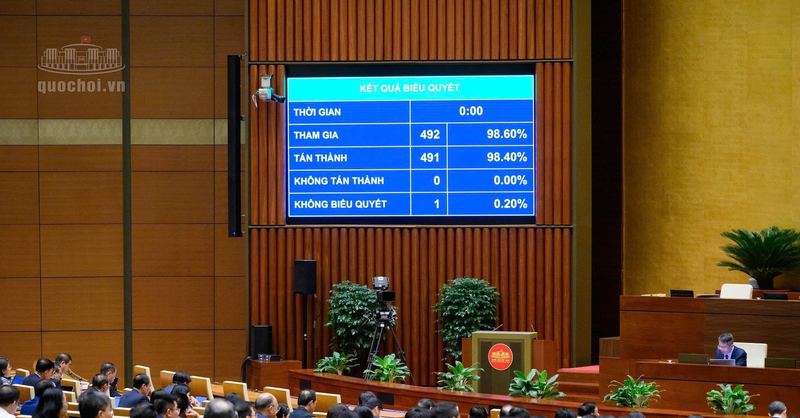 quochoi.vn
KẾT QUẢ BIỂU QUYẾT
THỜI GIAN 0:00
THAM GIA 492 98.60%
TÁN THÀNH 491 98.40%
KHÔNG TÁN THÀNH 0 0.00%
KHÔNG BIỂU QUYẾT 1 0.20%